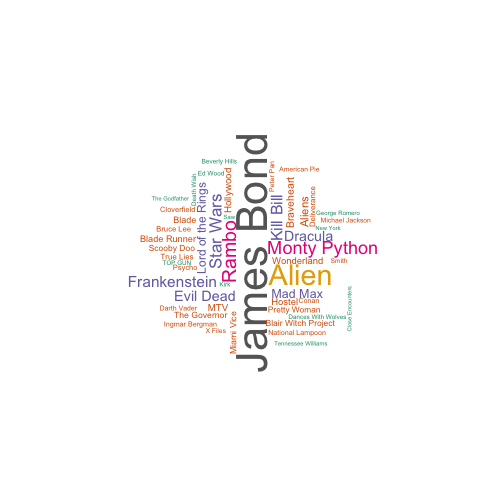 Beverly Hills
Ed Wood
Death Wish
The Godfather
Cloverfield
Blade
Bruce Lee
Blade Runner
Scooby Doo
True Lies
TOP GUN
Psycho
Lord of the Rings
Star Wars
Hollywood
Saw
Rambo
Kirk
Frankenstein
Evil Dead
Darth Vader
MTV
The Governor
Ingmar Bergman
X Files
Miami Vice
James Bond
Peter Pan
American Pie
Kill Bill
Braveheart
Aliens
Deliverance
George Romero
Michael Jackson
New York
Dracula
Monty Python
Wonderland
Smith
Alien
Mad Max
Hostel
Conan
Pretty Woman
Dances With Wolves
Close Encounters
Blair Witch Project
National Lampoon
Tennessee Williams